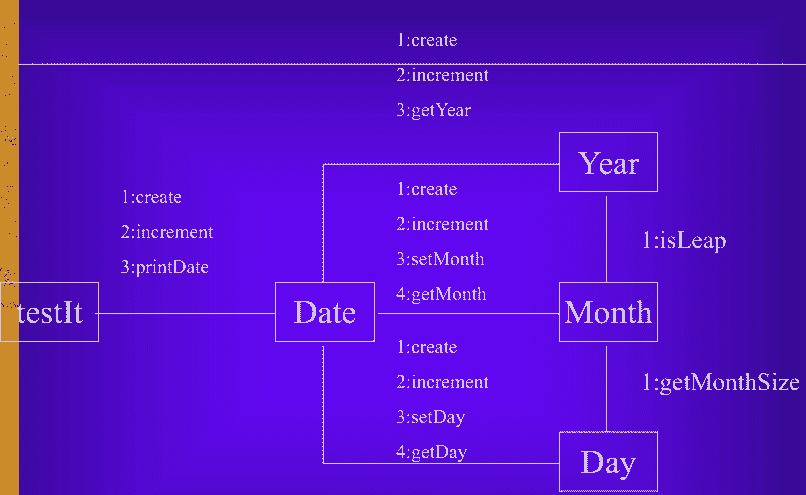 1:create
2:increment
3:getYear
Year
1:create
2:increment
3:printDate
1:create
2:increment
3:setMonth
4:getMonth
1:isLeap
testIt
Date
Month
1:create
2:increment
3:setDay
4:getDay
1:getMonthSize
Day